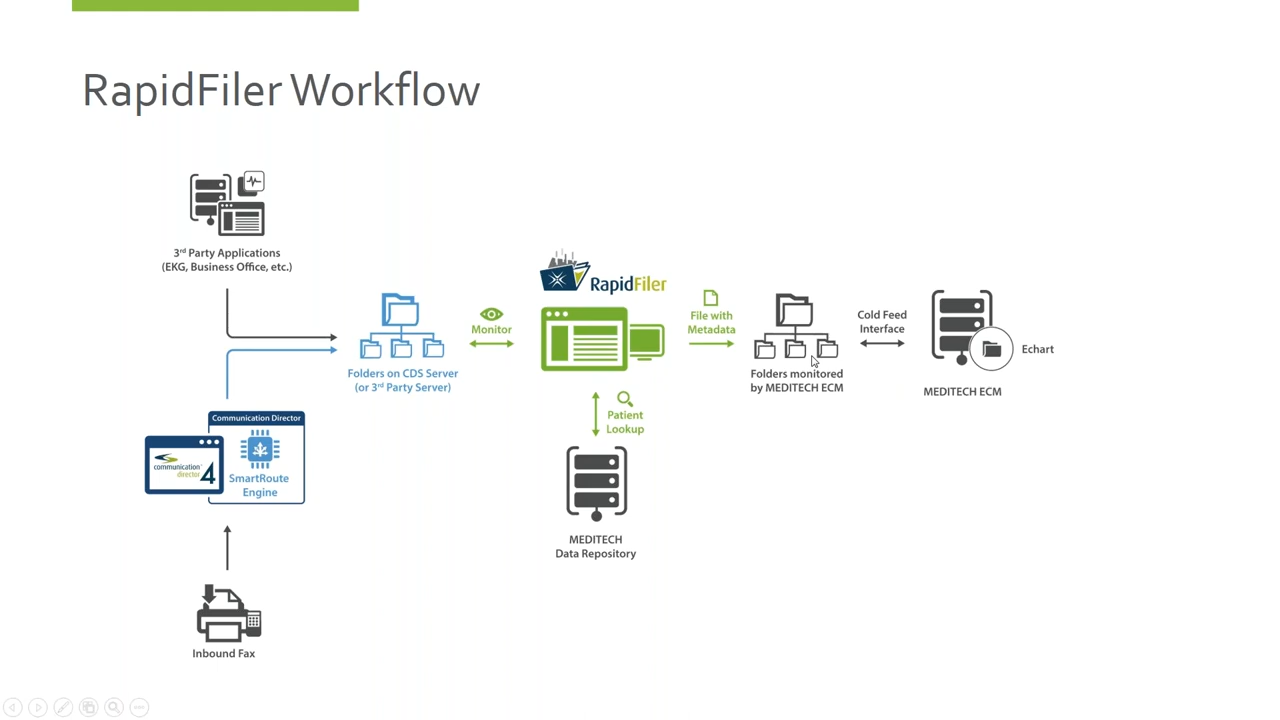 RapidFiler Workflow
3rd Party Applications
(EKG, Business Office, etc.)
RapidFiler
Monitor
File with
Metadata
Cold Feed
Interface
Echart
Folders on CDS Server
(or 3rd Party Server)
Folders monitored
by MEDITECH ECM
MEDITECH ECM
Patient
Lookup
Communication Director
communication
director 4
SmartRoute
Engine
MEDITECH
Data Repository
Inbound Fax